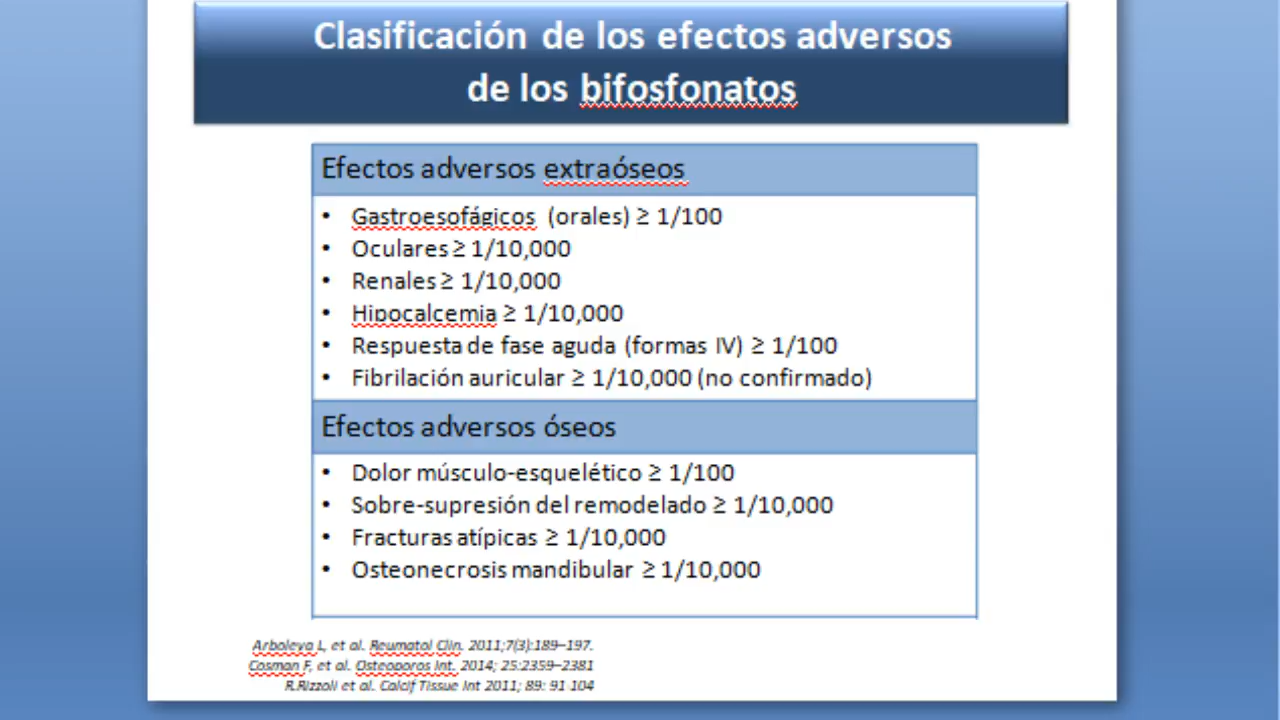 Clasificación de los efectos adversos
de los bifosfonatos
Efectos adversos extraóseos
• Gastroesofágicos (orales) ≥ 1/100
• Oculares ≥ 1/10,000
• Renales ≥ 1/10,000
• Hipocalcemia ≥ 1/10,000
• Respuesta de fase aguda (formas IV) ≥ 1/100
• Fibrilación auricular ≥ 1/10,000 (no confirmado)
Efectos adversos óseos
• Dolor músculo-esquelético ≥ 1/100
• Sobre-supresión del remodelado ≥ 1/10,000
• Fracturas atípicas ≥ 1/10,000
• Osteonecrosis mandibular ≥ 1/10,000
Arboleya L, et al. Reumatol Clin. 2011;7(3):189–197.
Cosman F, et al. Osteoporos Int. 2014; 25:2359–2381
R.Rizzoli et al. Calcif Tissue Int 2011; 89: 91 104